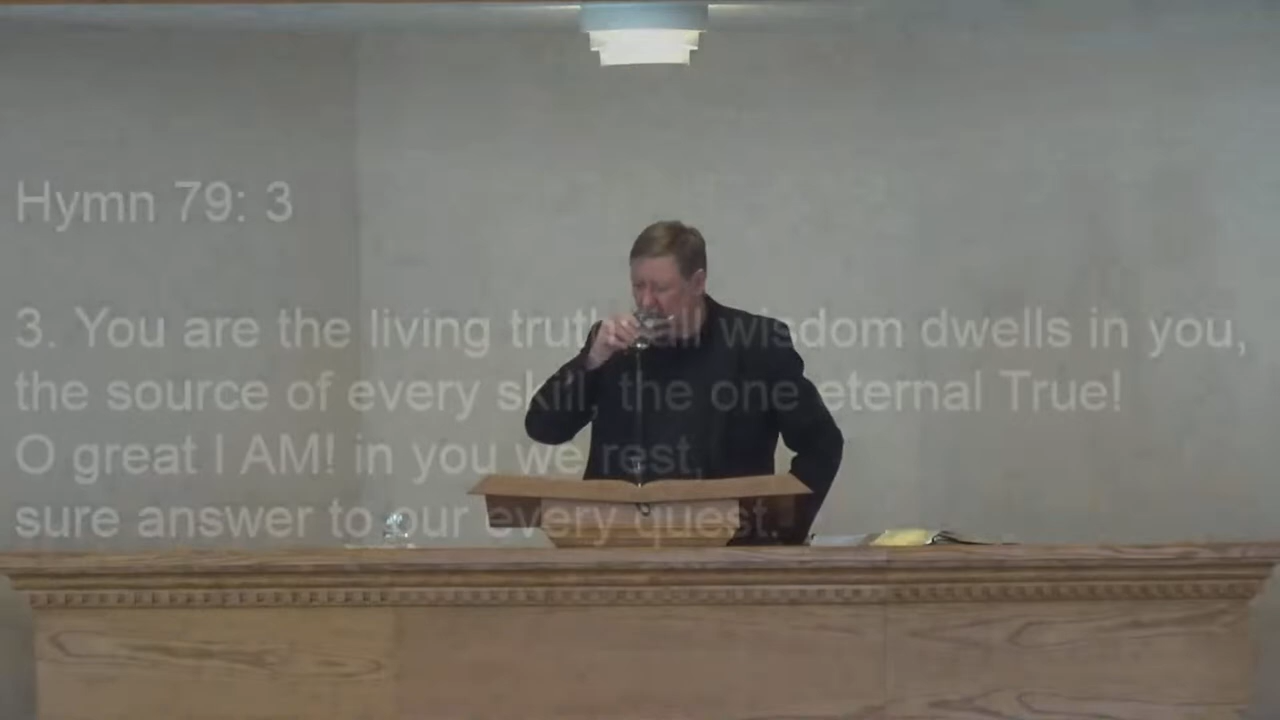 Hymn 79: 3
3. You are the living truth all wisdom dwells in you,
the source of every skill, the one eternal True!
O great I AM! in you we rest,
sure answer to our every quest.